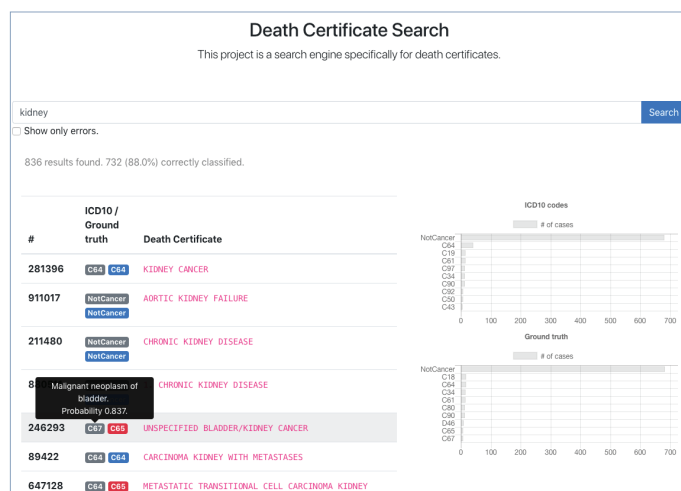 Death Certificate Search
This project is a search engine specifically for death certificates.
kidney
Search
Show only errors.
836 results found. 732 (88.0%) correctly classified.
#
ICD10 /
Ground
truth
Death Certificate
281396 C64 C64 KIDNEY CANCER
911017 NotCancer AORTIC KIDNEY FAILURE
NotCancer
211480 NotCancer CHRONIC KIDNEY DISEASE
NotCancer
CHRONIC KIDNEY DISEASE
Malignant neoplasm of
bladder.
Probability 0.837.
246293 C67 C65 UNSPECIFIED BLADDER/KIDNEY CANCER
89422 C64 C64 CARCINOMA KIDNEY WITH METASTASES
647128 C64 C65 METASTATIC TRANSITIONAL CELL CARCINOMA KIDNEY
ICD10 codes
# of cases
NotCancer
C64
C19
C61
C97
C34
C90
C92
C50
C43
0 100 200 300 400 500 600 700
Ground truth
# of cases
NotCancer
C18
C64
C34
C61
C80
C90
D46
C65
C67
0 100 200 300 400 500 600 700